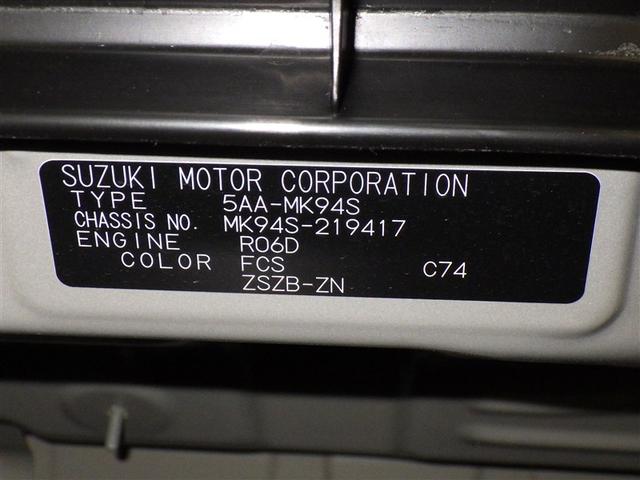 SUZUKI MOTOR CORPORATION
TYPE 5AA-MK94S
CHASSIS NO. MK94S-219417
ENGINE R06D
COLOR FCS C74
ZSZB-ZN